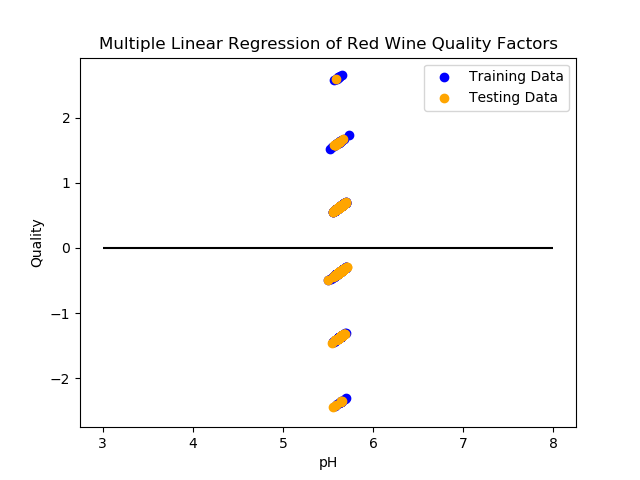 Multiple Linear Regression of Red Wine Quality Factors
Training Data
Testing Data
2
1
0
−1
−2
Quality
3 4 5 6 7 8
pH